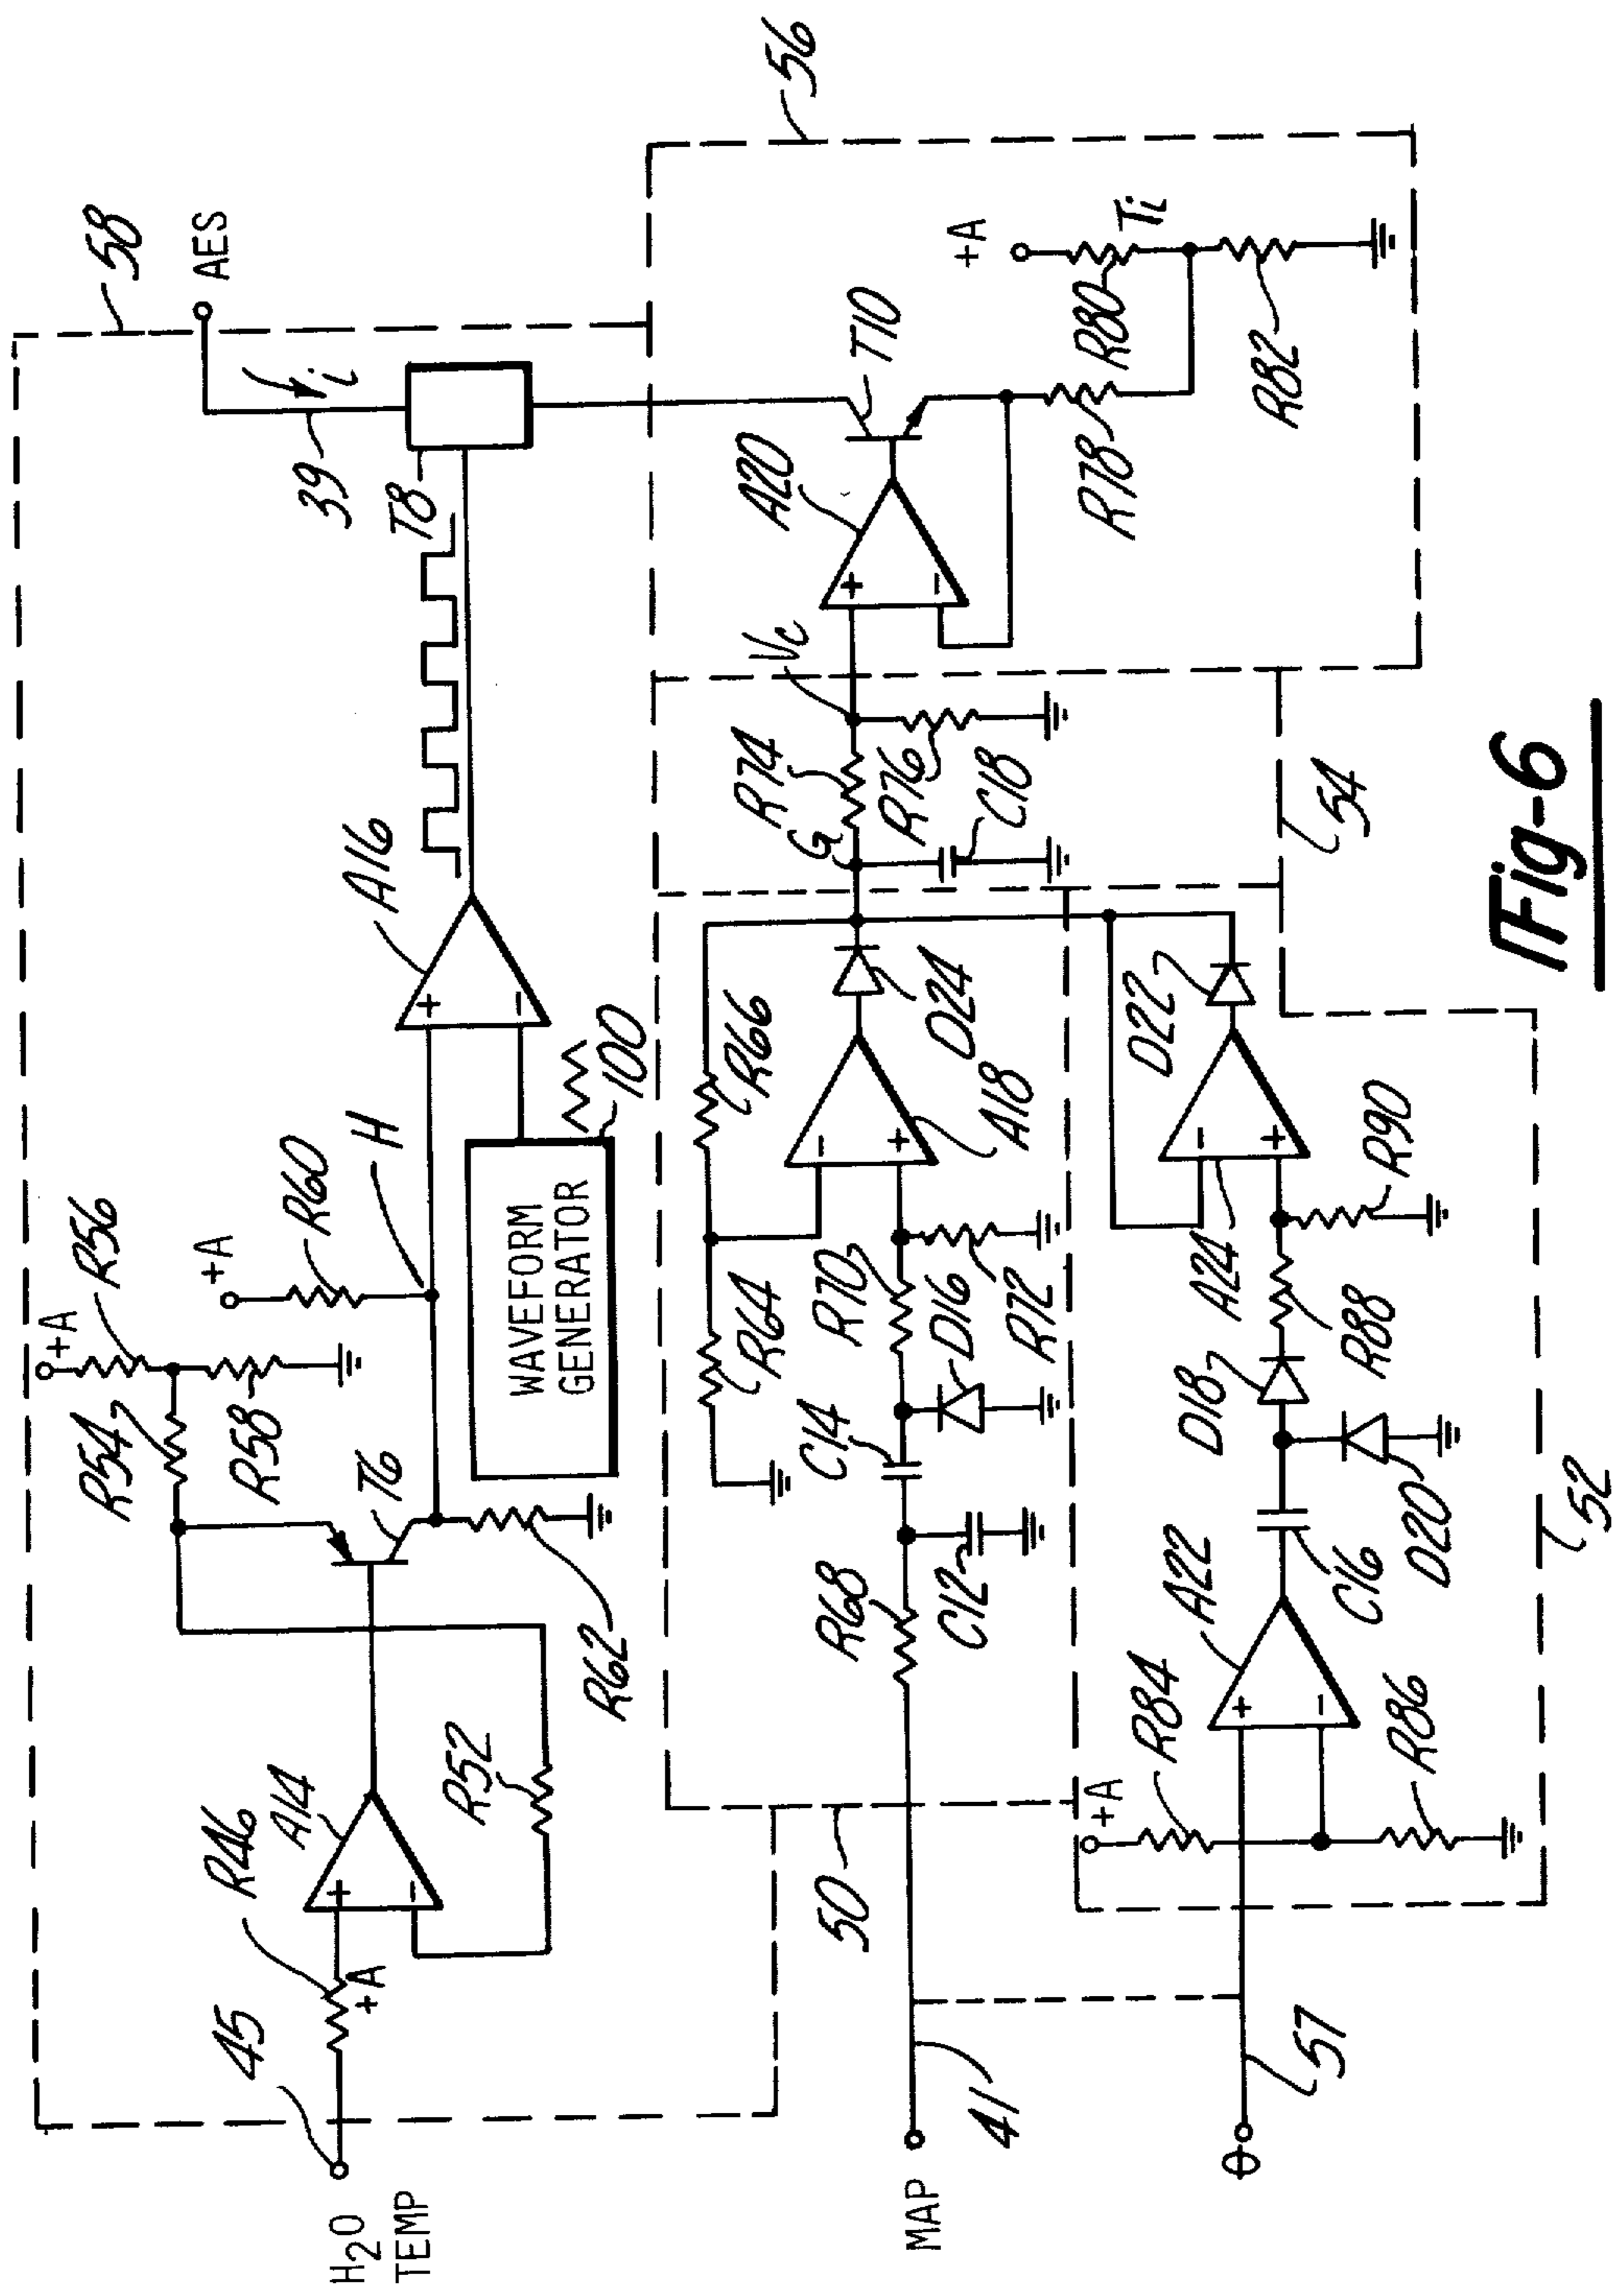 58
AES
39
i
T8
A16
H
R60
+A
R56
+A
R54
R58
T6
R62
WAVEFORM
GENERATOR
100
+
-
R46
A14
+A
R52
+
-
45
H2O
TEMP
56
+A
Ti
R80
R82
T10
R78
A20
+
-
Vc
R74
G
R76
C18
54
R66
D24
A18
-
+
R64
R70
D16
R72
C14
R68
C12
50
MAP
41
D22
A24
-
+
R90
R88
D18
D20
C16
A22
+
-
R84
+A
R86
52
57
θ
Fig-6